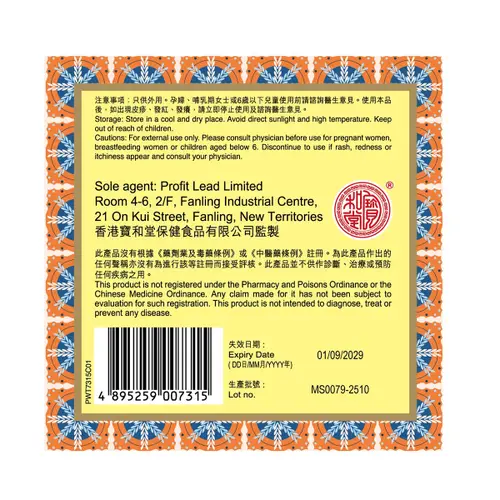 注意事項：只供外用。孕婦、哺乳期女士或6歲以下兒童使用前請諮詢醫生意見。使用本品
後，如出現皮疹、發紅、發癢，請立即停止使用及諮詢醫生意見。
Storage: Store in a cool and dry place. Avoid direct sunlight and high temperature. Keep
out of reach of children.
Cautions: For external use only. Please consult physician before use for pregnant women,
breastfeeding women or children aged below 6. Discontinue to use if rash, redness or
itchiness appear and consult your physician.
Sole agent: Profit Lead Limited
Room 4-6, 2/F, Fanling Industrial Centre,
21 On Kui Street, Fanling, New Territories
香港寶和堂保健食品有限公司監製
寶和堂
®
此產品沒有根據《藥劑業及毒藥條例》或《中醫藥條例》註冊。為此產品作出的
任何聲稱亦沒有為進行該等註冊而接受評核。此產品並不供作診斷、治療或預防
任何疾病之用。
This product is not registered under the Pharmacy and Poisons Ordinance or the
Chinese Medicine Ordinance. Any claim made for it has not been subject to
evaluation for such registration. This product is not intended to diagnose, treat or
prevent any disease.
PWT7315C01
4 895259 007315
失效日期：
Expiry Date
( DD日/MM月/YYYY年)
01/09/2029
生產批號：
Lot no.
MS0079-2510